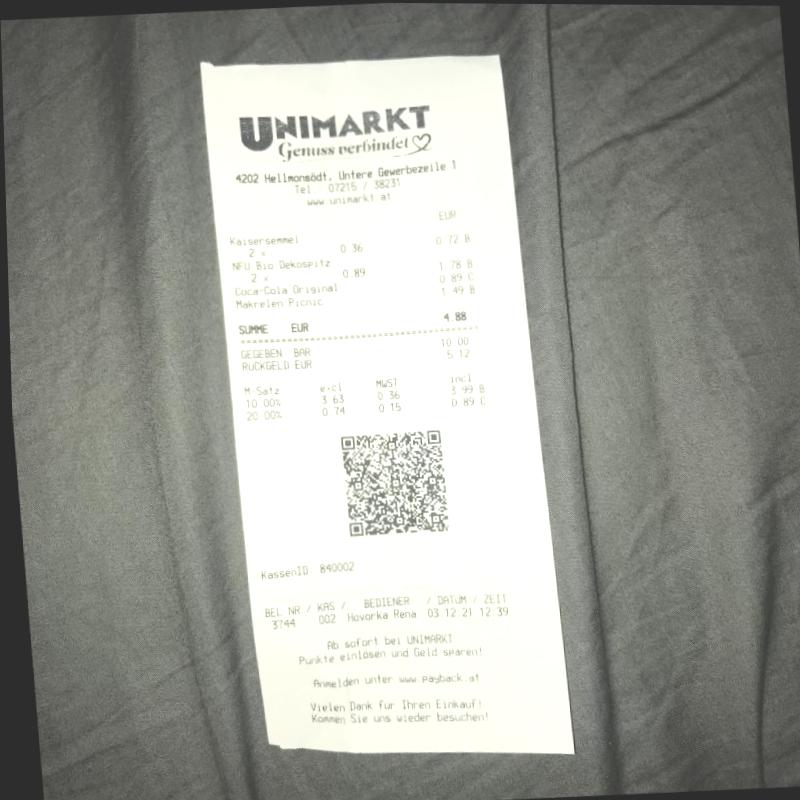 UNIMARKT
Genuss verbindet
4202 Hellmonsödt, Untere Gewerbezeile 1
Tel. 07215 / 38231
www.unimarkt.at
EUR
Kaisersemmel 0.72 B
2 x 0.36
NFU Bio Dekospitz 1.78 B
2 x 0.89
Coca-Cola Original 0.89 C
Makrelen Picnic 1.49 B
SUMME EUR 4.88
GEGEBEN BAR 10.00
RÜCKGELD EUR 5.12
M-Satz excl MWST incl
10.00% 3.63 0.36 3.99 B
20.00% 0.74 0.15 0.89 C
KassenID: 840002
BEL.NR./ KAS / BEDIENER / DATUM / ZEIT
3744 002 Hovorka Rena 03.12.21 12:39
Ab sofort bei UNIMARKT
Punkte einlösen und Geld sparen!
Anmelden unter www.payback.at
Vielen Dank für Ihren Einkauf!
Kommen Sie uns wieder besuchen!